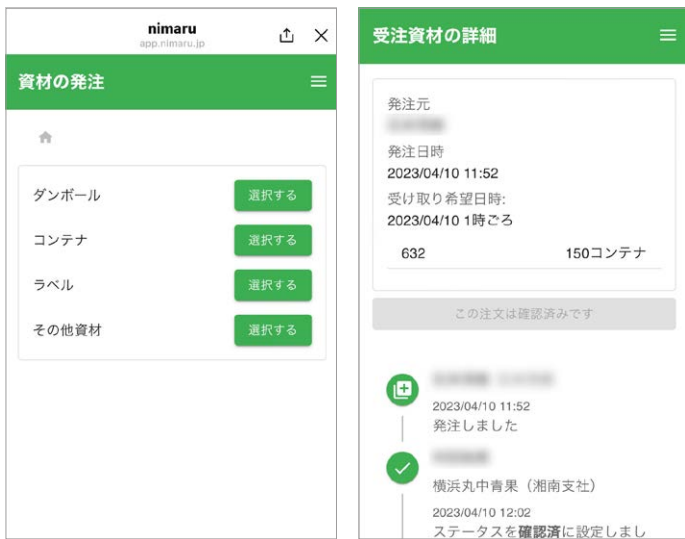 nimaru
app.nimaru.jp
資材の発注
ダンボール
選択する
コンテナ
選択する
ラベル
選択する
その他資材
選択する
受注資材の詳細
発注元
発注日時
2023/04/10 11:52
受け取り希望日時:
2023/04/10 1時ごろ
632 150コンテナ
この注文は確認済みです
2023/04/10 11:52
発注しました
横浜丸中青果（湘南支社）
2023/04/10 12:02
ステータスを確認済に設定しまし